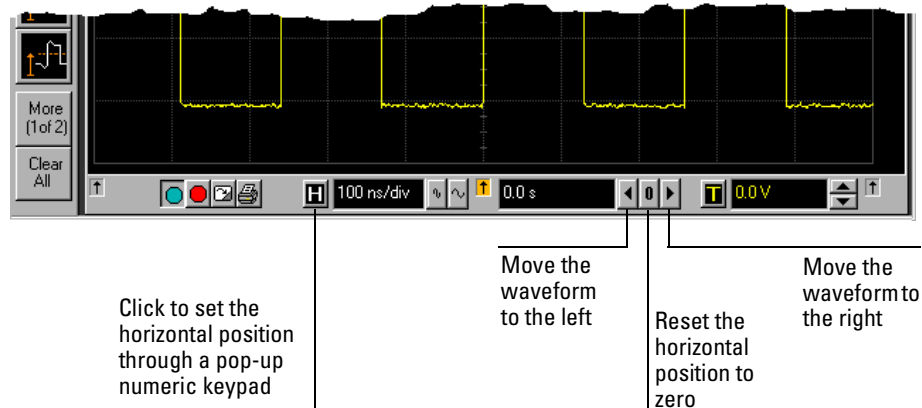 More
(1of 2)
Clear
All
H 100 ns/div 0.0 s 0 T 0.0 V
Move the
waveform
to the left
Move the
waveform to
the right
Click to set the
horizontal position
through a pop-up
numeric keypad
Reset the
horizontal
position to
zero